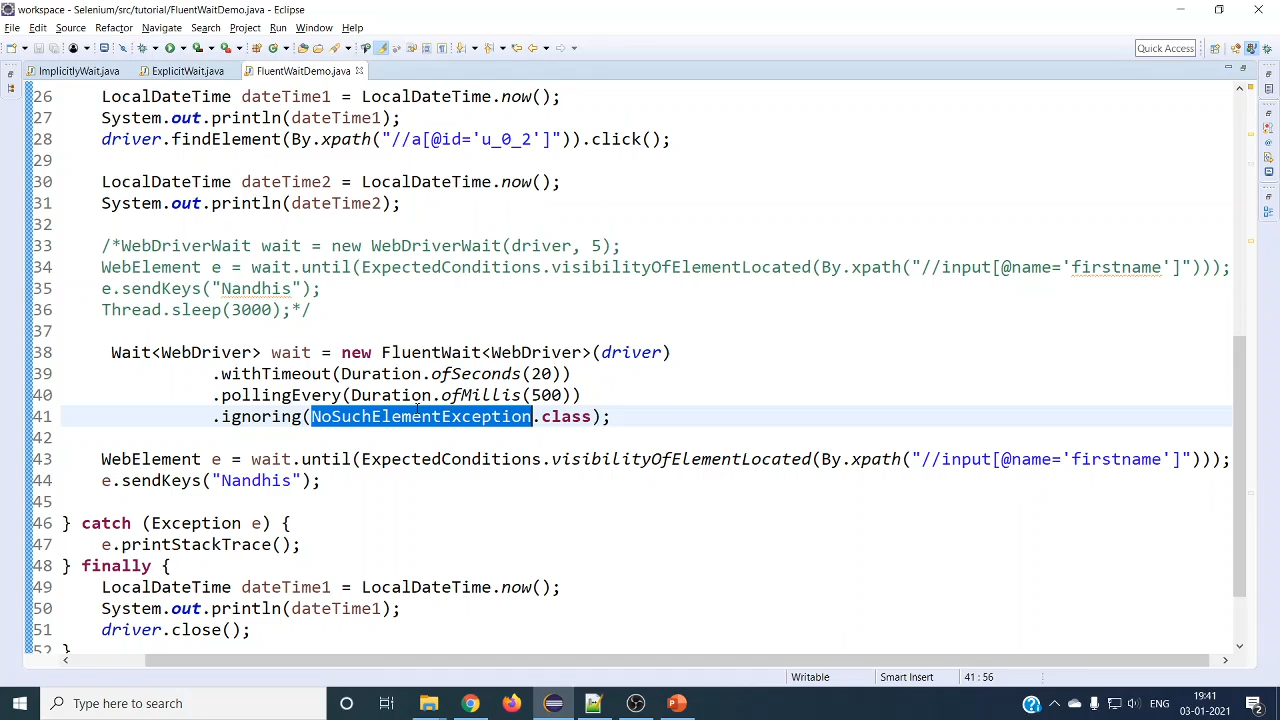 workspace - Selenium/src/tutorial/FluentWaitDemo.java - Eclipse
File Edit Source Refactor Navigate Search Project Run Window Help
Quick Access
ImplicitlyWait.java ExplicitWait.java FluentWaitDemo.java
26 LocalDateTime dateTime1 = LocalDateTime.now();
27 System.out.println(dateTime1);
28 driver.findElement(By.xpath("//a[@id='u_0_2']")).click();
29
30 LocalDateTime dateTime2 = LocalDateTime.now();
31 System.out.println(dateTime2);
32
33 /*WebDriverWait wait = new WebDriverWait(driver, 5);
34 WebElement e = wait.until(ExpectedConditions.visibilityOfElementLocated(By.xpath("//input[@name='firstname']")));
35 e.sendKeys("Nandhis");
36 Thread.sleep(3000);*/
37
38 Wait<WebDriver> wait = new FluentWait<WebDriver>(driver)
39 .withTimeout(Duration.ofSeconds(20))
40 .pollingEvery(Duration.ofMillis(500))
41 .ignoring(NoSuchElementException.class);
42
43 WebElement e = wait.until(ExpectedConditions.visibilityOfElementLocated(By.xpath("//input[@name='firstname']")));
44 e.sendKeys("Nandhis");
45
46 } catch (Exception e) {
47 e.printStackTrace();
48 } finally {
49 LocalDateTime dateTime1 = LocalDateTime.now();
50 System.out.println(dateTime1);
51 driver.close();
52 }
Writable Smart Insert 41 : 56
Type here to search
ENG 19:41
03-01-2021 2